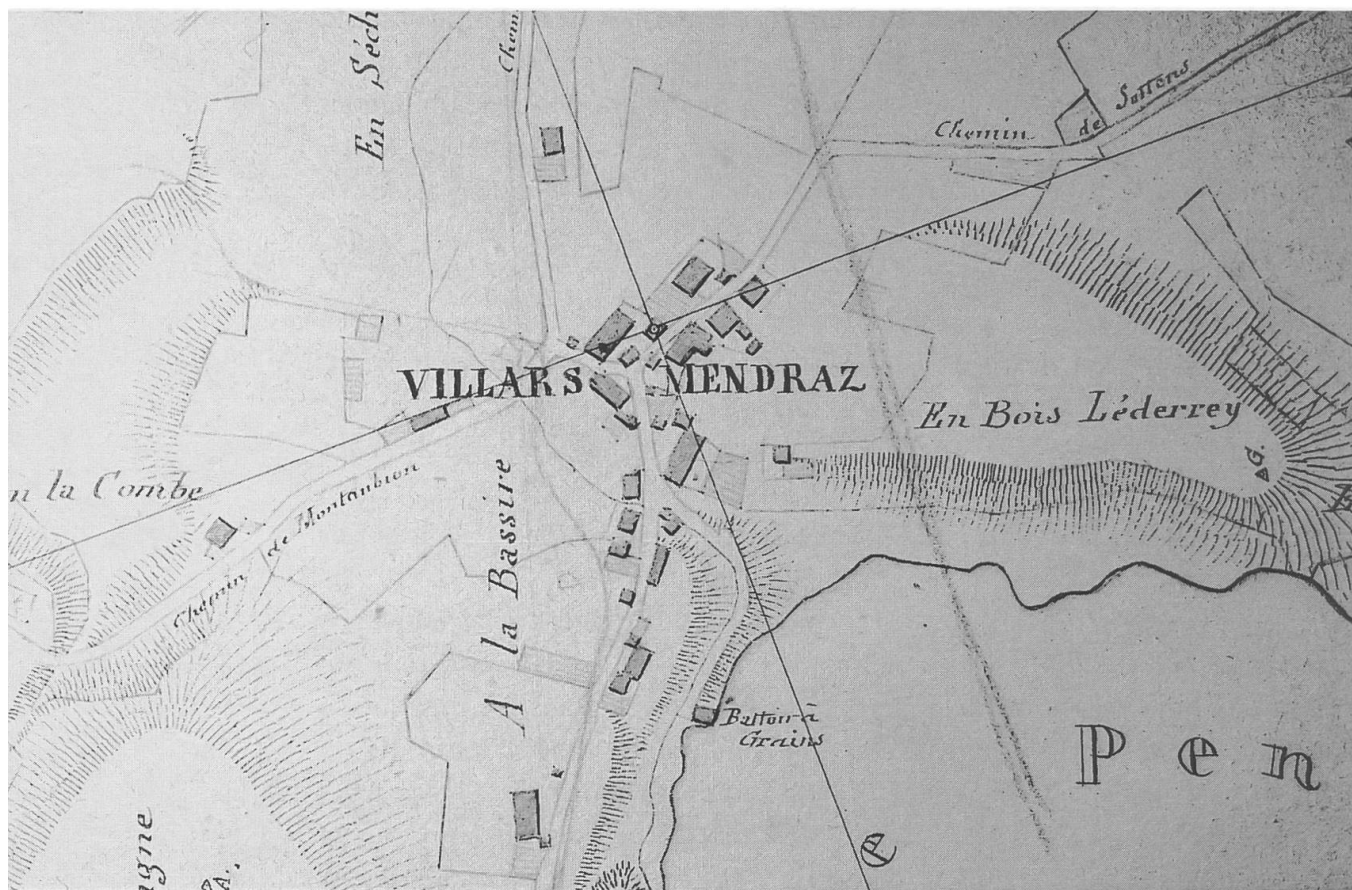 En Séch
Chem
Chemin de Sottens
VILLARS MENDRAZ
En Bois Léderrey
G.
n la Combe
Chemin de Montaubion
A la Bassire
Battoir à
Grains
P e n
e
agne
A.